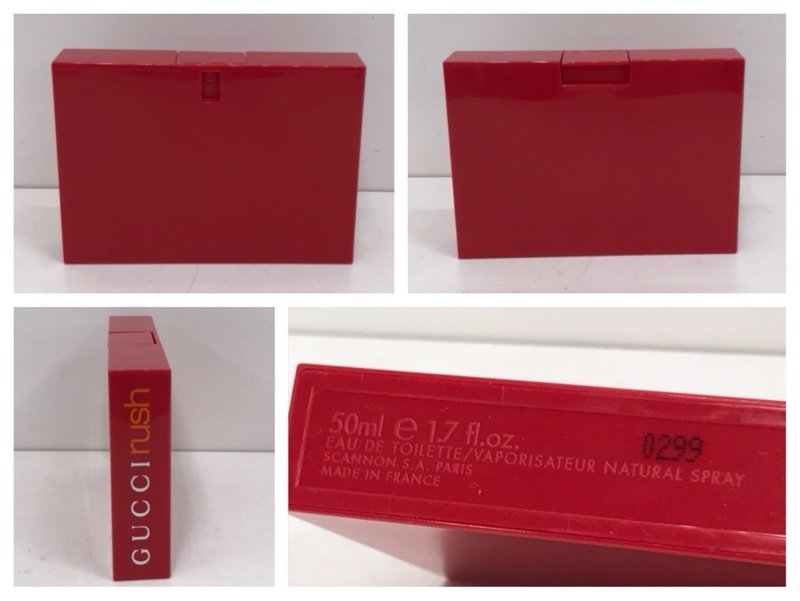 GUCCI rush
50ml e 1.7 fl.oz.
0299
EAU DE TOILETTE/VAPORISATEUR NATURAL SPRAY
SCANNON S.A. PARIS
MADE IN FRANCE